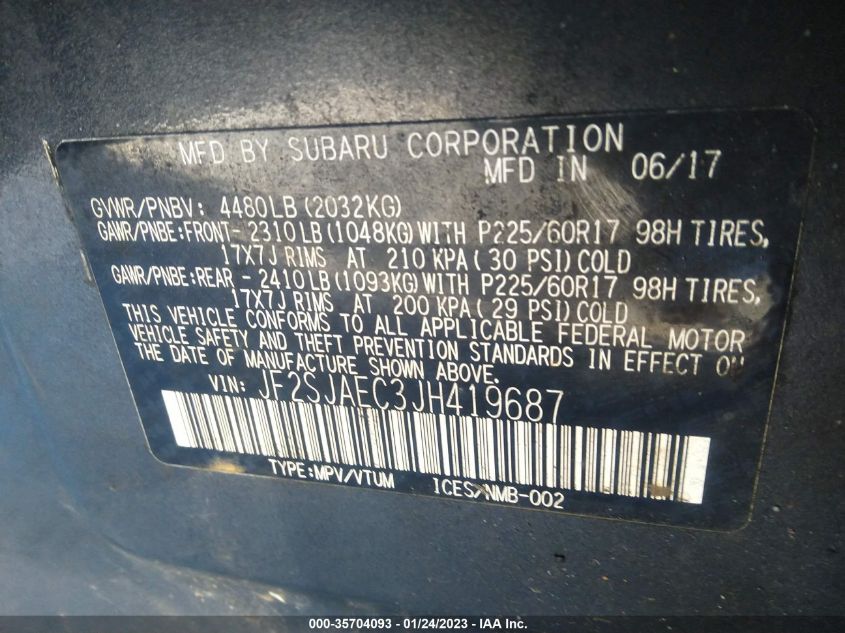 MFD BY SUBARU CORPORATION
MFD IN 06/17
GVWR/PNBV: 4480LB(2032KG)
GAWR/PNBE:FRONT-2310LB(1048KG)WITH P225/60R17 98H TIRES,
17X7J RIMS AT 210 KPA(30 PSI)COLD
GAWR/PNBE:REAR -2410LB(1093KG)WITH P225/60R17 98H TIRES,
17X7J RIMS AT 200 KPA(29 PSI)COLD
THIS VEHICLE CONFORMS TO ALL APPLICABLE FEDERAL MOTOR
VEHICLE SAFETY AND THEFT PREVENTION STANDARDS IN EFFECT ON
THE DATE OF MANUFACTURE SHOWN ABOVE.
VIN: JF2SJAEC3JH419687
TYPE:MPV/VTUM ICES/NMB-002
000-35704093 - 01/24/2023 - IAA Inc.